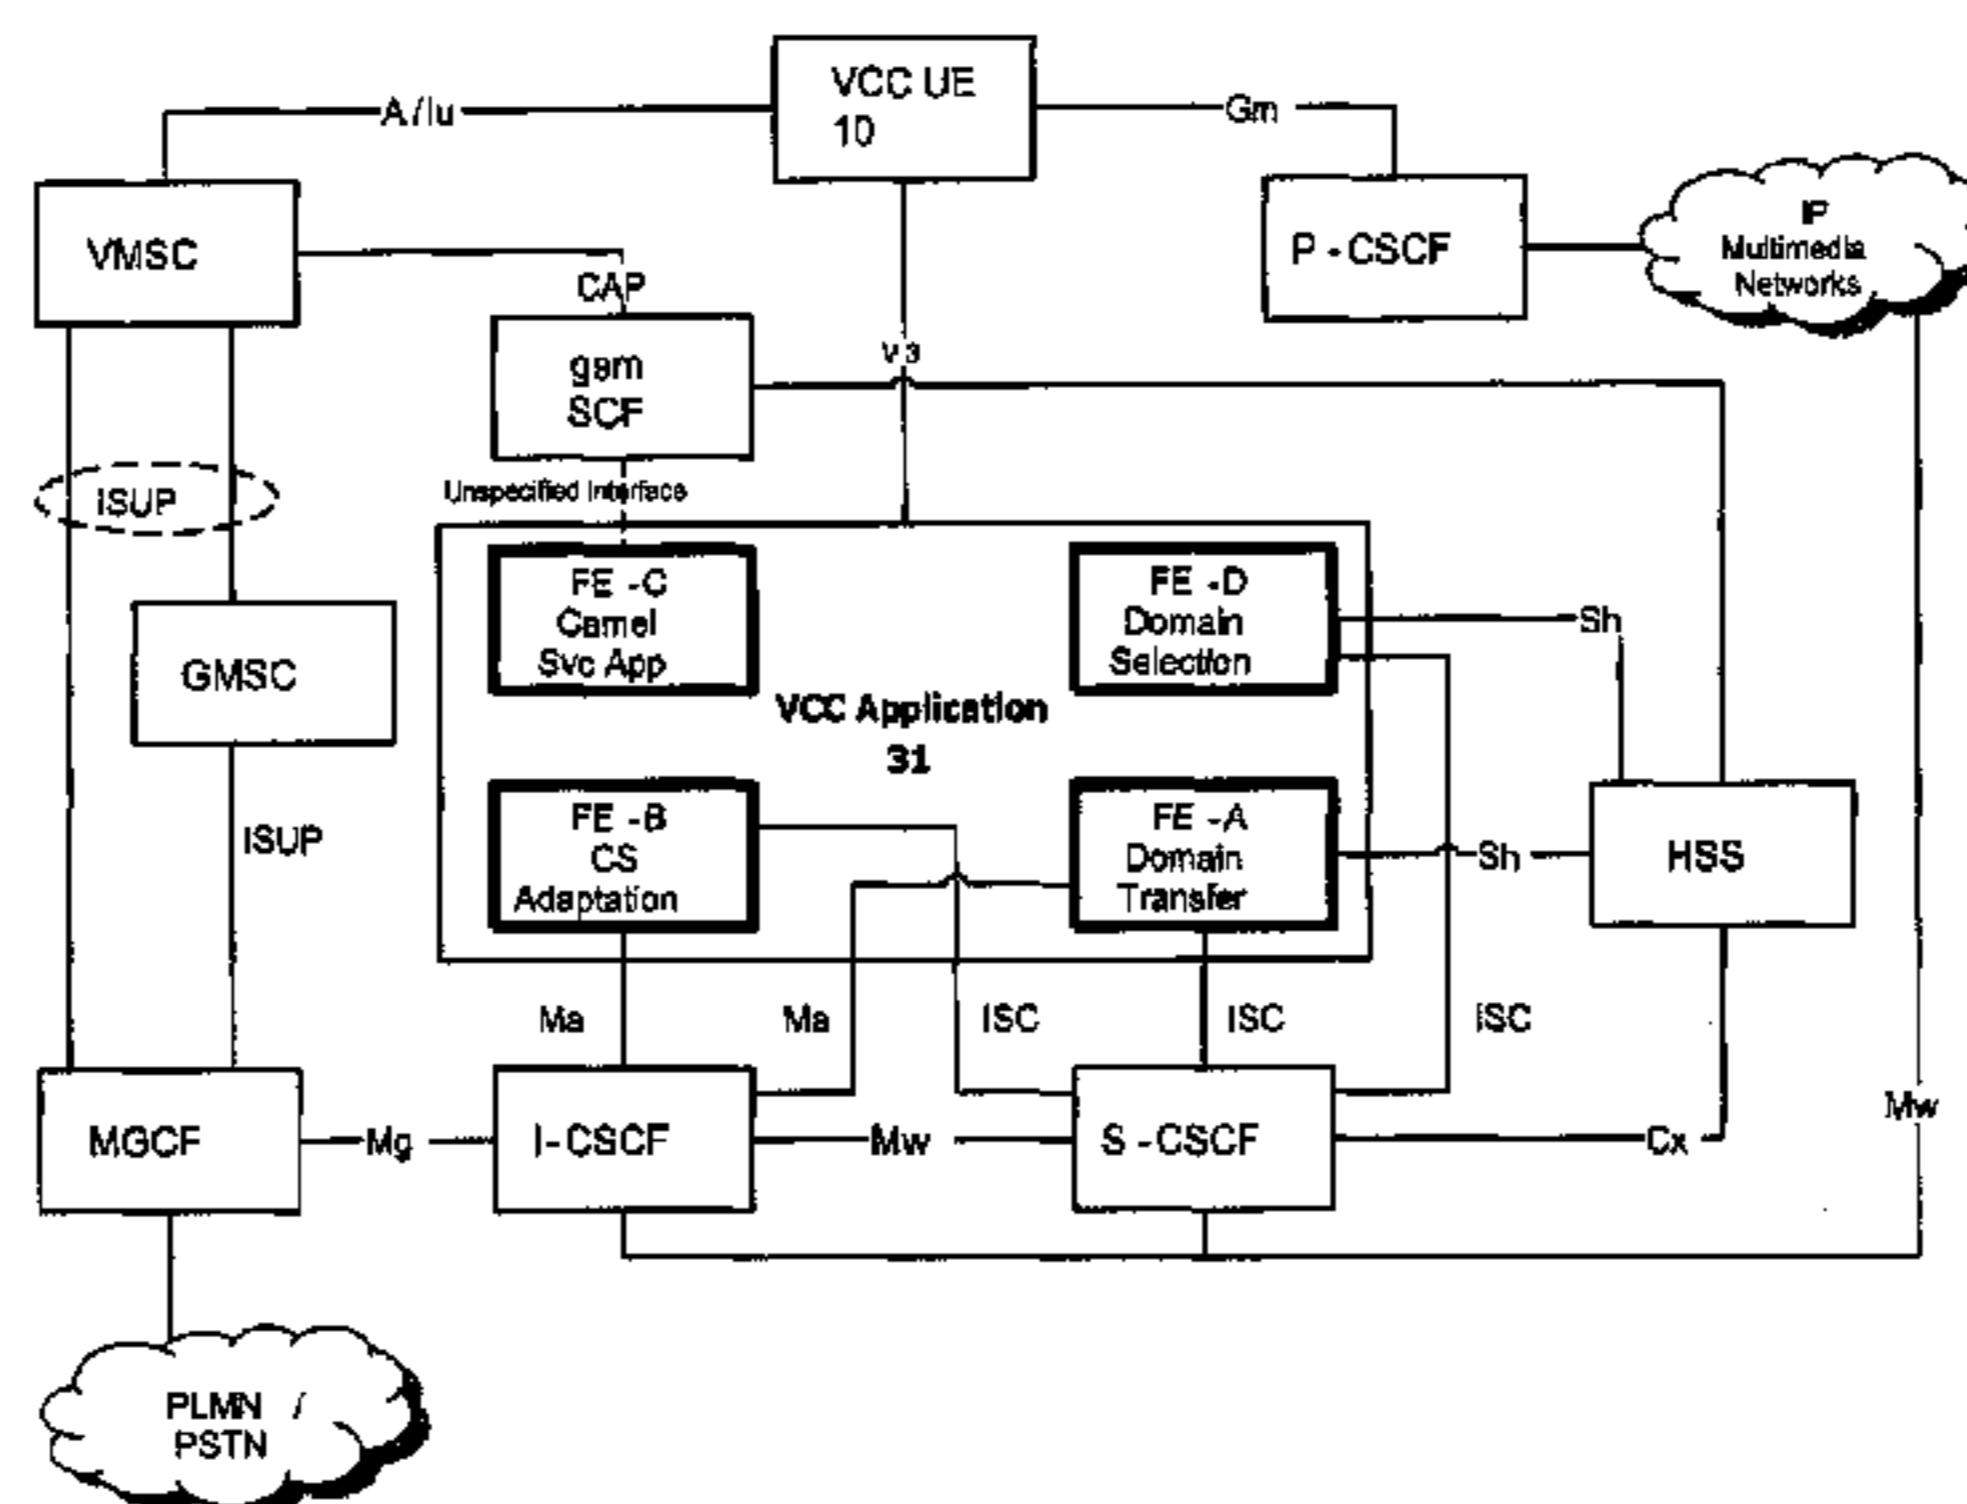 VCC UE
10
A/Iu
Gm
VMSC
P-CSCF
IP
Multimedia
Networks
CAP
gsm
SCF
V3
Unspecified Interface
ISUP
FE-C
Camel
Svc App
FE-D
Domain
Selection
Sh
GMSC
VCC Application
31
FE-B
CS
Adaptation
FE-A
Domain
Transfer
Sh
HSS
ISUP
Ma
Ma
ISC
ISC
ISC
Mw
MGCF
Mg
I-CSCF
Mw
S-CSCF
Cx
PLMN /
PSTN